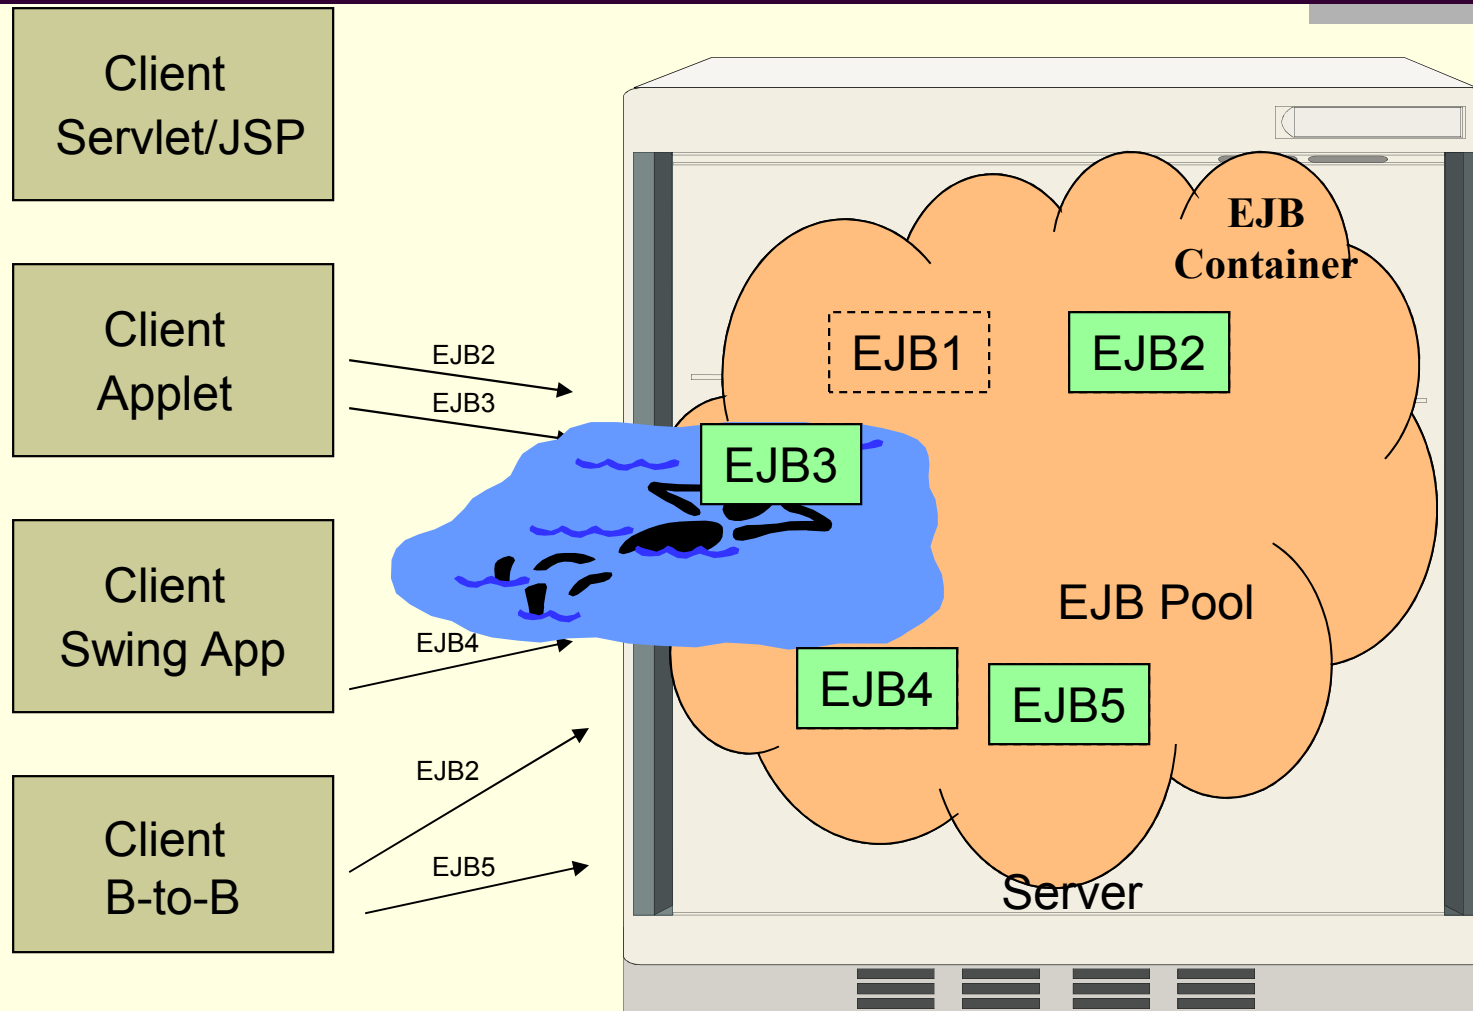 Client
Servlet/JSP
Client
Applet
Client
Swing App
Client
B-to-B
EJB2
EJB3
EJB4
EJB2
EJB5
EJB
Container
EJB1
EJB2
EJB3
EJB Pool
EJB4
EJB5
Server